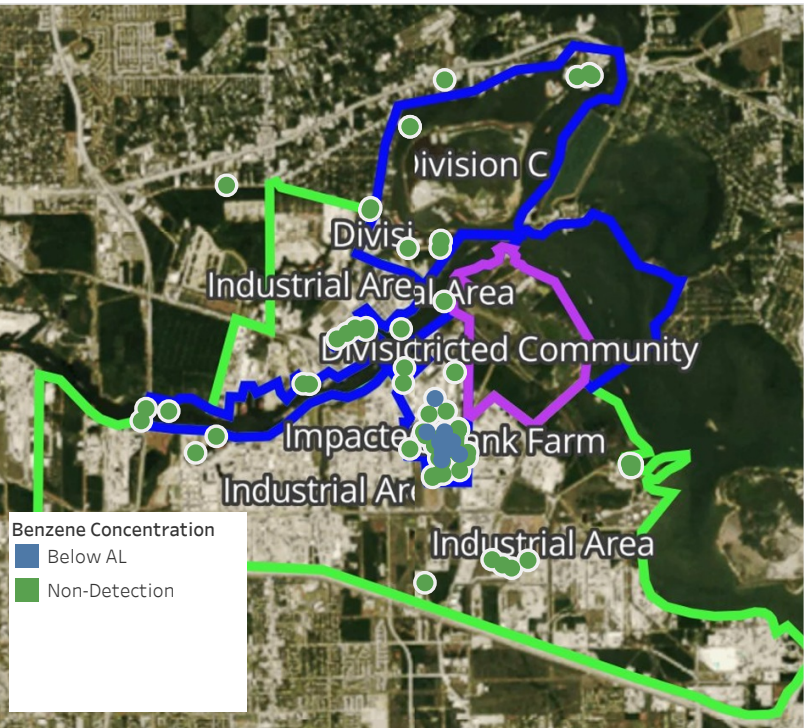 Division C
Divisi
Industrial Are
al Area
Divisi
tricted Community
Impacte
ank Farm
Industrial Are
Industrial Area
Benzene Concentration
Below AL
Non-Detection